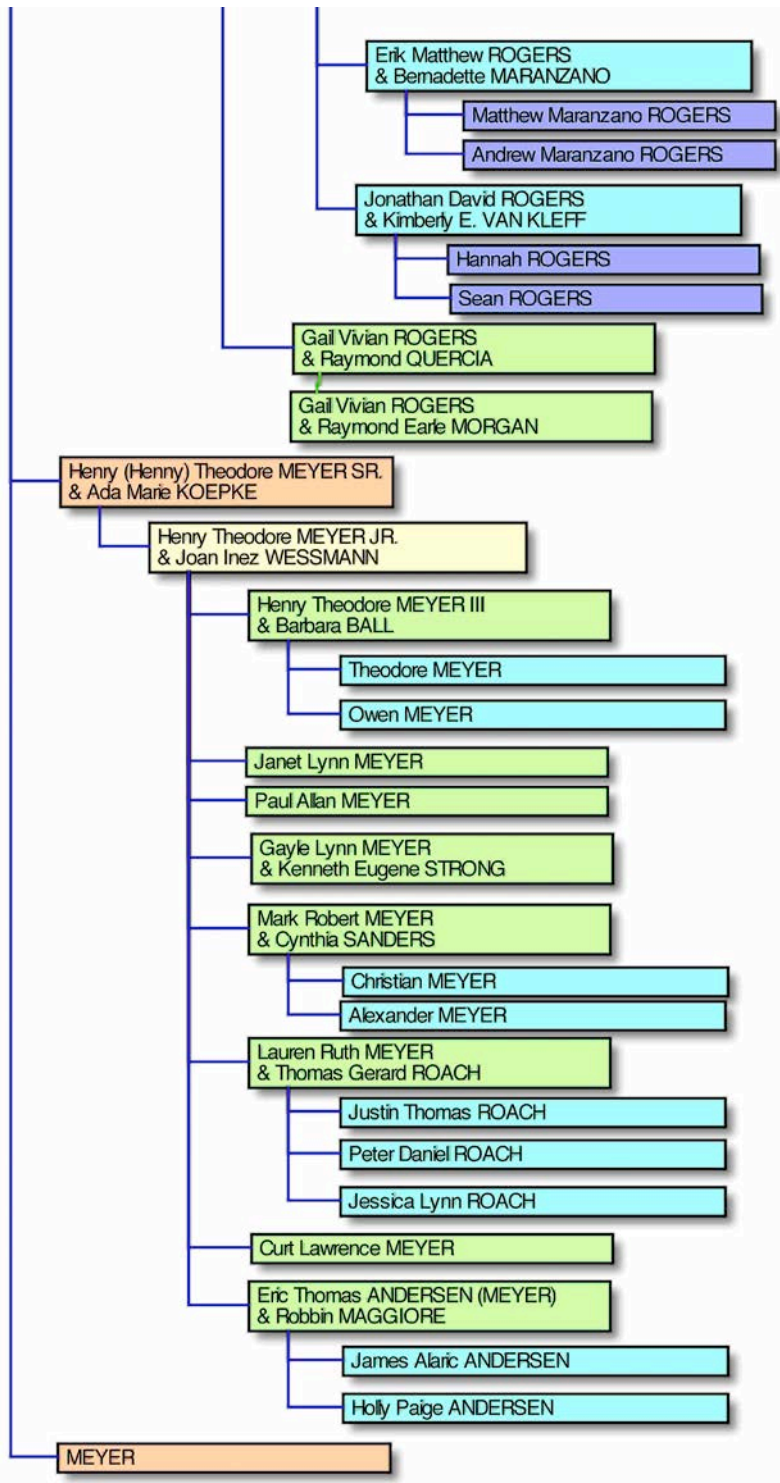 Erik Matthew ROGERS
& Bernadette MARANZANO
Matthew Maranzano ROGERS
Andrew Maranzano ROGERS
Jonathan David ROGERS
& Kimberly E. VAN KLEFF
Hannah ROGERS
Sean ROGERS
Gail Vivian ROGERS
& Raymond QUERCIA
Gail Vivian ROGERS
& Raymond Earle MORGAN
Henry (Henny) Theodore MEYER SR.
& Ada Marie KOEPKE
Henry Theodore MEYER JR.
& Joan Inez WESSMANN
Henry Theodore MEYER III
& Barbara BALL
Theodore MEYER
Owen MEYER
Janet Lynn MEYER
Paul Allan MEYER
Gayle Lynn MEYER
& Kenneth Eugene STRONG
Mark Robert MEYER
& Cynthia SANDERS
Christian MEYER
Alexander MEYER
Lauren Ruth MEYER
& Thomas Gerard ROACH
Justin Thomas ROACH
Peter Daniel ROACH
Jessica Lynn ROACH
Curt Lawrence MEYER
Eric Thomas ANDERSEN (MEYER)
& Robbin MAGGIORE
James Alaric ANDERSEN
Holly Paige ANDERSEN
MEYER